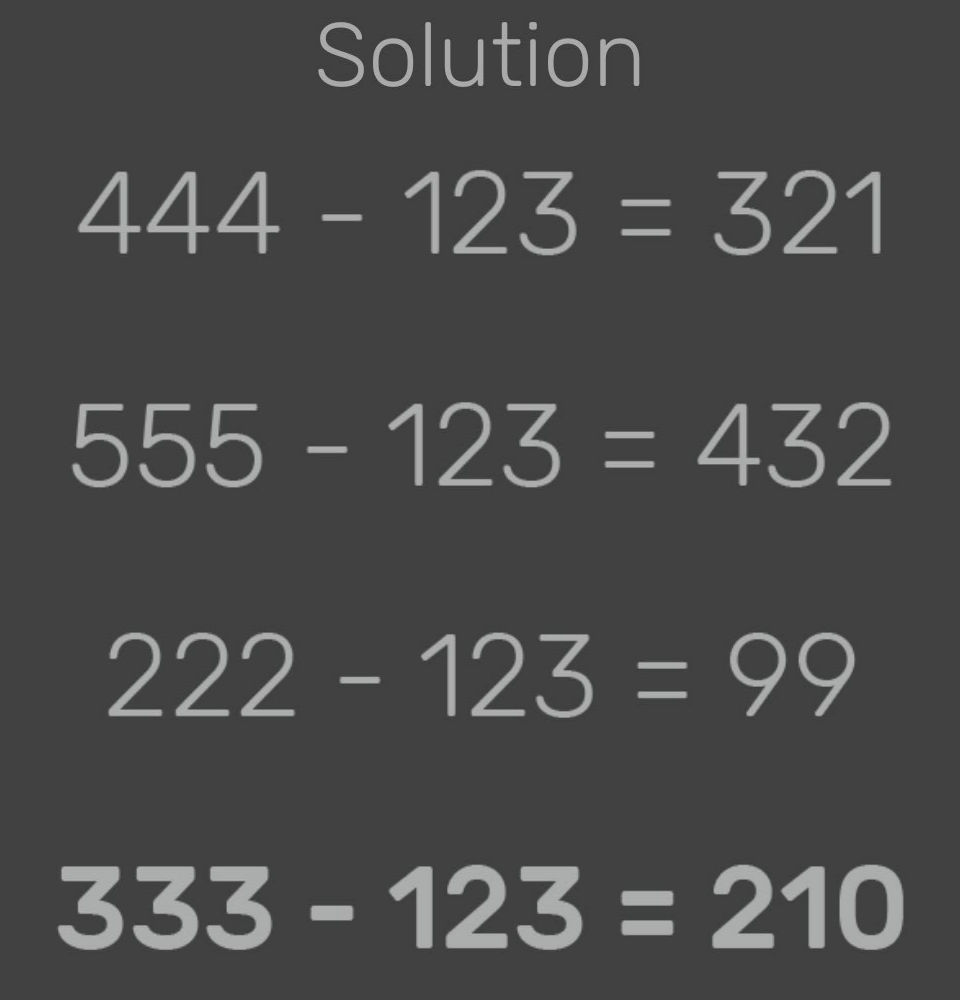 Solution
444 - 123 = 321
555 - 123 = 432
222 - 123 = 99
333 - 123 = 210